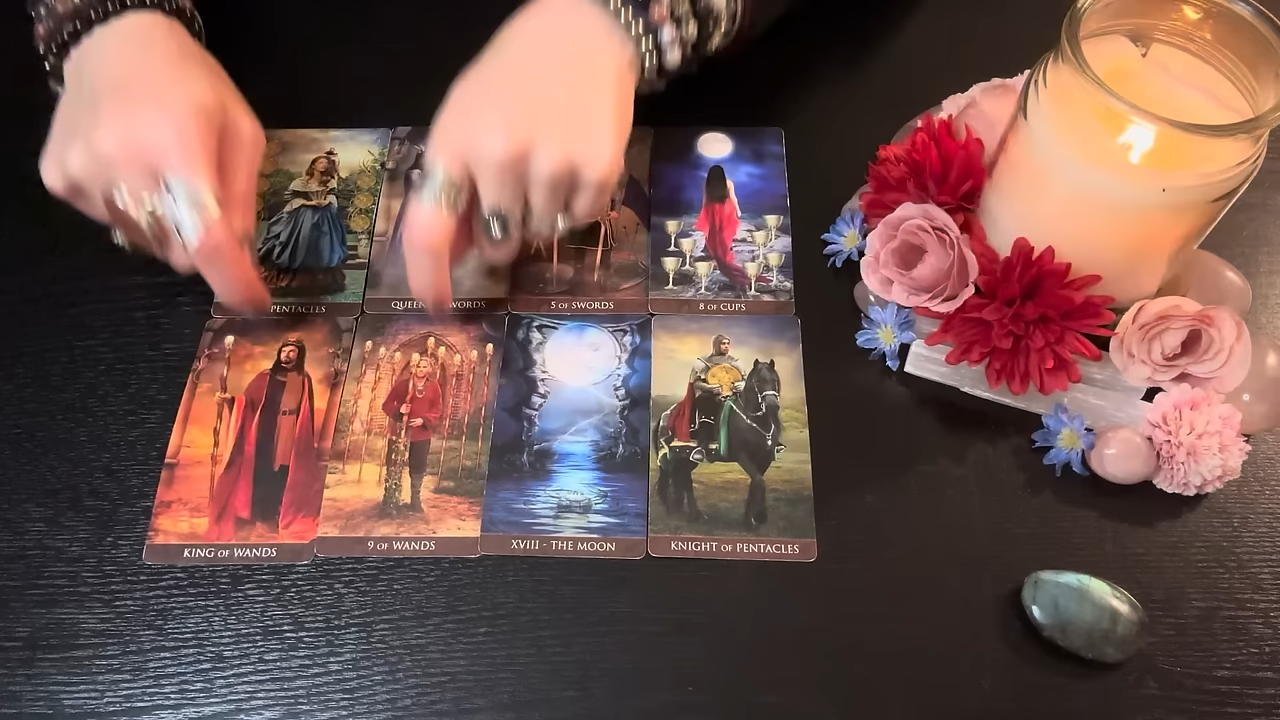 PENTACLES
QUEEN WORDS
5 OF SWORDS
8 OF CUPS
KING OF WANDS
9 OF WANDS
XVIII - THE MOON
KNIGHT OF PENTACLES